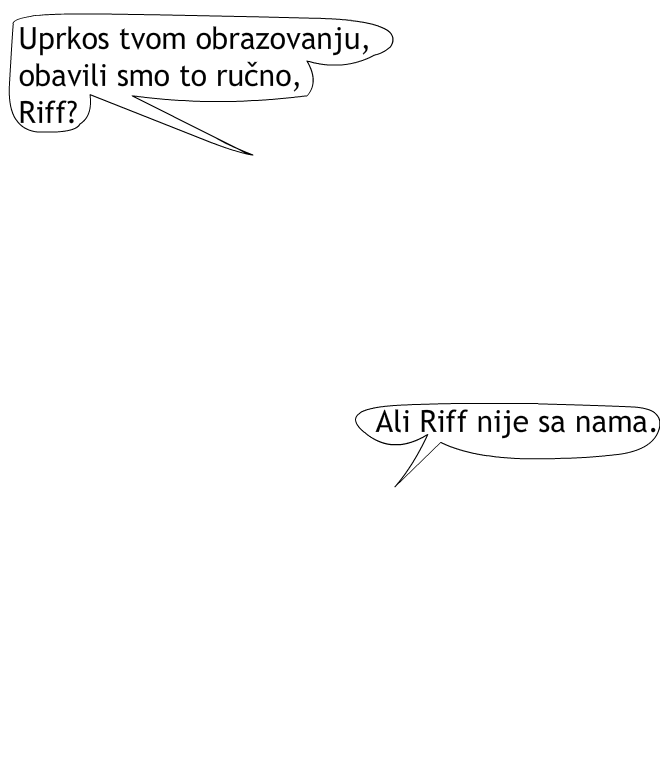 Uprkos tvom obrazovanju,
obavili smo to ručno,
Riff?
Ali Riff nije sa nama.